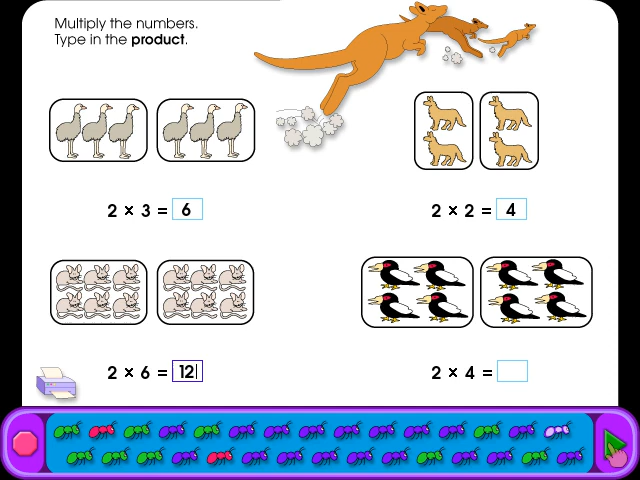 Multiply the numbers.
Type in the product.
2 × 3 = 6
2 × 2 = 4
2 × 6 = 12
2 × 4 =